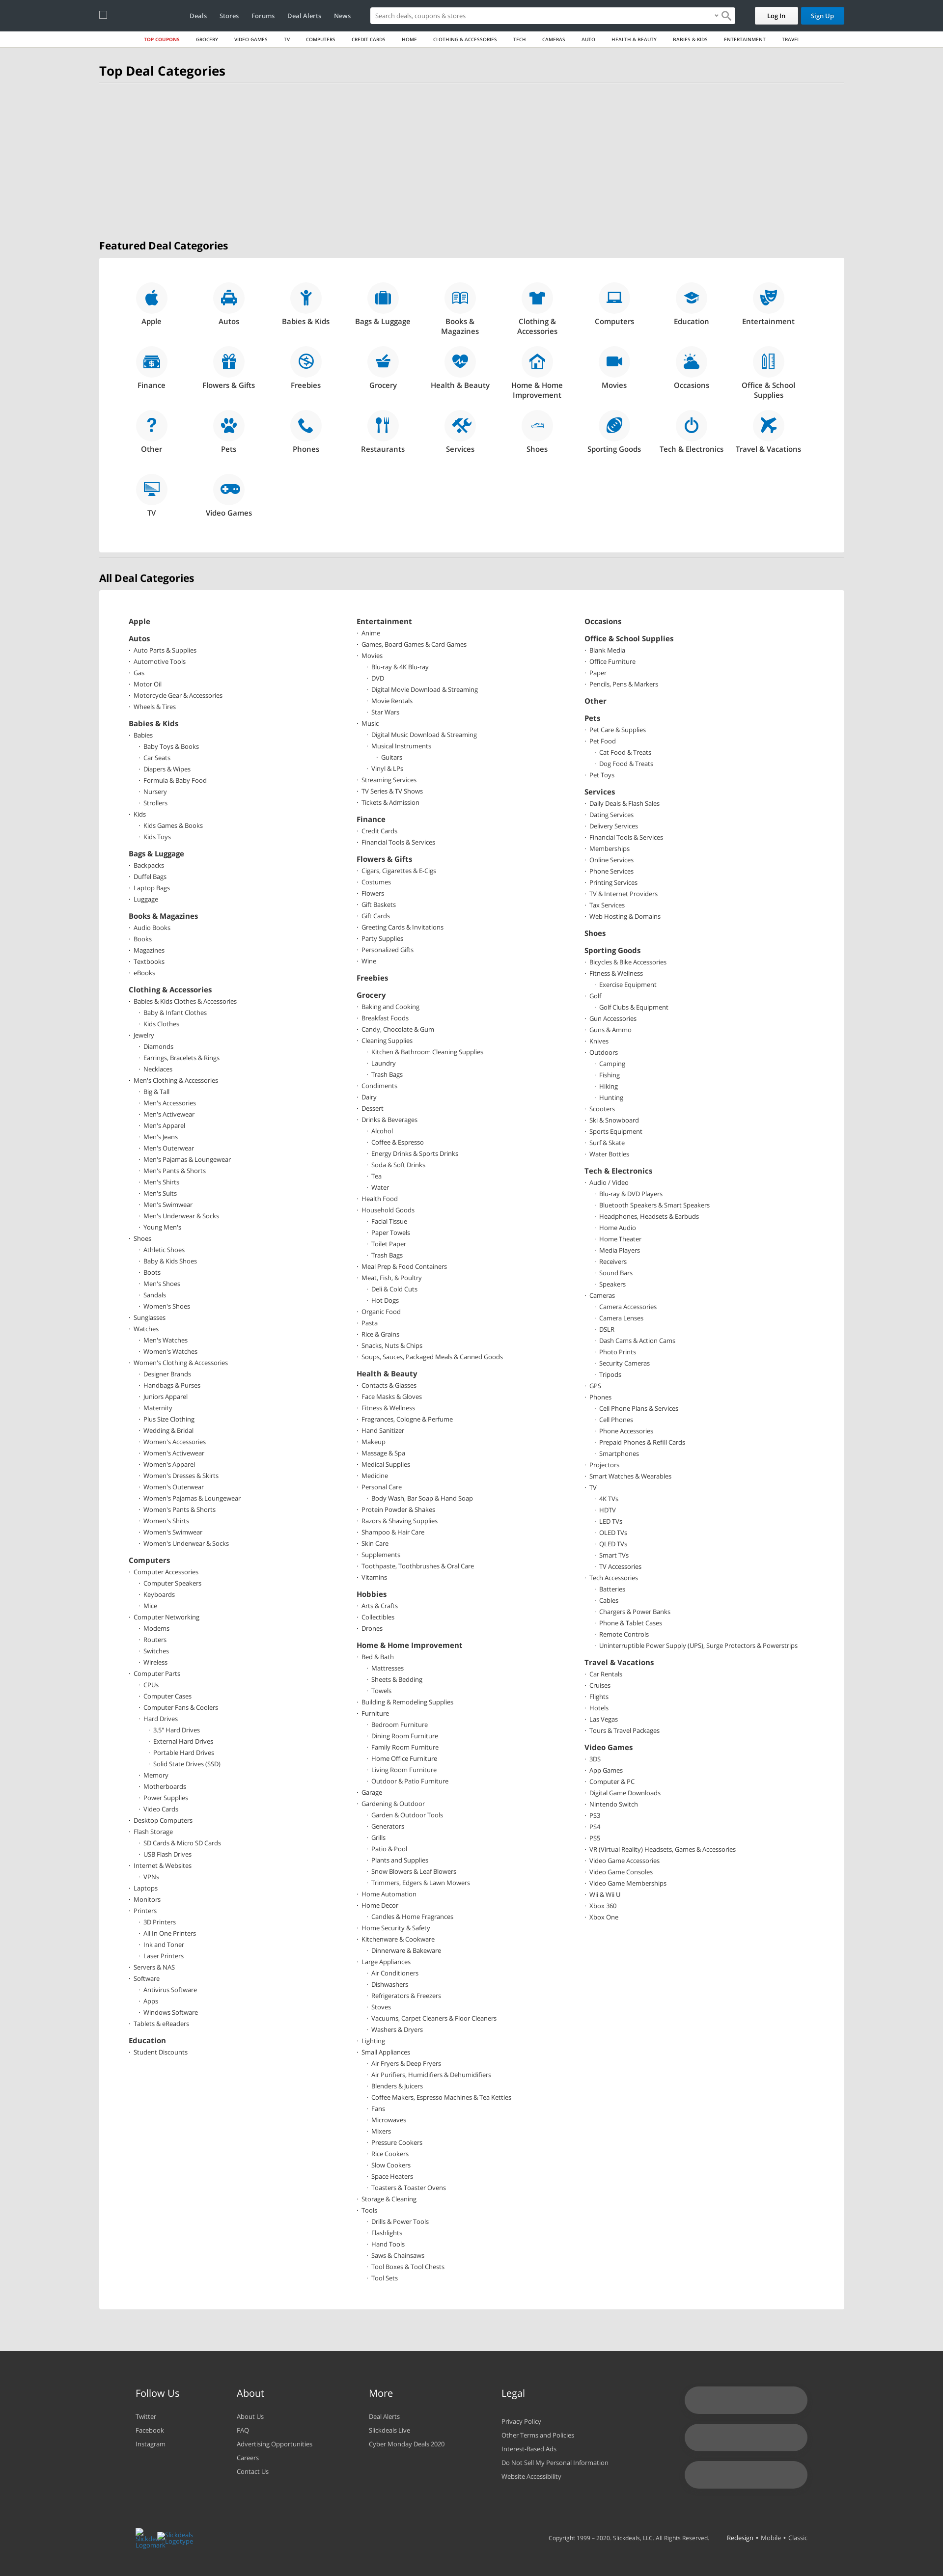 Deals Stores Forums Deal Alerts News Search deals, coupons & stores Log In Sign Up
TOP COUPONS GROCERY VIDEO GAMES TV COMPUTERS CREDIT CARDS HOME CLOTHING & ACCESSORIES TECH CAMERAS AUTO HEALTH & BEAUTY BABIES & KIDS ENTERTAINMENT TRAVEL
Top Deal Categories
Featured Deal Categories
Apple
Autos
Babies & Kids
Bags & Luggage
Books &
Magazines
Clothing &
Accessories
Computers
Education
Entertainment
Finance
Flowers & Gifts
Freebies
Grocery
Health & Beauty
Home & Home
Improvement
Movies
Occasions
Office & School
Supplies
Other
Pets
Phones
Restaurants
Services
Shoes
Sporting Goods
Tech & Electronics
Travel & Vacations
TV
Video Games
All Deal Categories
Apple
Autos
· Auto Parts & Supplies
· Automotive Tools
· Gas
· Motor Oil
· Motorcycle Gear & Accessories
· Wheels & Tires
Babies & Kids
· Babies
· Baby Toys & Books
· Car Seats
· Diapers & Wipes
· Formula & Baby Food
· Nursery
· Strollers
· Kids
· Kids Games & Books
· Kids Toys
Bags & Luggage
· Backpacks
· Duffel Bags
· Laptop Bags
· Luggage
Books & Magazines
· Audio Books
· Books
· Magazines
· Textbooks
· eBooks
Clothing & Accessories
· Babies & Kids Clothes & Accessories
· Baby & Infant Clothes
· Kids Clothes
· Jewelry
· Diamonds
· Earrings, Bracelets & Rings
· Necklaces
· Men's Clothing & Accessories
· Big & Tall
· Men's Accessories
· Men's Activewear
· Men's Apparel
· Men's Jeans
· Men's Outerwear
· Men's Pajamas & Loungewear
· Men's Pants & Shorts
· Men's Shirts
· Men's Suits
· Men's Swimwear
· Men's Underwear & Socks
· Young Men's
· Shoes
· Athletic Shoes
· Baby & Kids Shoes
· Boots
· Men's Shoes
· Sandals
· Women's Shoes
· Sunglasses
· Watches
· Men's Watches
· Women's Watches
· Women's Clothing & Accessories
· Designer Brands
· Handbags & Purses
· Juniors Apparel
· Maternity
· Plus Size Clothing
· Wedding & Bridal
· Women's Accessories
· Women's Activewear
· Women's Apparel
· Women's Dresses & Skirts
· Women's Outerwear
· Women's Pajamas & Loungewear
· Women's Pants & Shorts
· Women's Shirts
· Women's Swimwear
· Women's Underwear & Socks
Computers
· Computer Accessories
· Computer Speakers
· Keyboards
· Mice
· Computer Networking
· Modems
· Routers
· Switches
· Wireless
· Computer Parts
· CPUs
· Computer Cases
· Computer Fans & Coolers
· Hard Drives
· 3.5" Hard Drives
· External Hard Drives
· Portable Hard Drives
· Solid State Drives (SSD)
· Memory
· Motherboards
· Power Supplies
· Video Cards
· Desktop Computers
· Flash Storage
· SD Cards & Micro SD Cards
· USB Flash Drives
· Internet & Websites
· VPNs
· Laptops
· Monitors
· Printers
· 3D Printers
· All In One Printers
· Ink and Toner
· Laser Printers
· Servers & NAS
· Software
· Antivirus Software
· Apps
· Windows Software
· Tablets & eReaders
Education
· Student Discounts
Entertainment
· Anime
· Games, Board Games & Card Games
· Movies
· Blu-ray & 4K Blu-ray
· DVD
· Digital Movie Download & Streaming
· Movie Rentals
· Star Wars
· Music
· Digital Music Download & Streaming
· Musical Instruments
· Guitars
· Vinyl & LPs
· Streaming Services
· TV Series & TV Shows
· Tickets & Admission
Finance
· Credit Cards
· Financial Tools & Services
Flowers & Gifts
· Cigars, Cigarettes & E-Cigs
· Costumes
· Flowers
· Gift Baskets
· Gift Cards
· Greeting Cards & Invitations
· Party Supplies
· Personalized Gifts
· Wine
Freebies
Grocery
· Baking and Cooking
· Breakfast Foods
· Candy, Chocolate & Gum
· Cleaning Supplies
· Kitchen & Bathroom Cleaning Supplies
· Laundry
· Trash Bags
· Condiments
· Dairy
· Dessert
· Drinks & Beverages
· Alcohol
· Coffee & Espresso
· Energy Drinks & Sports Drinks
· Soda & Soft Drinks
· Tea
· Water
· Health Food
· Household Goods
· Facial Tissue
· Paper Towels
· Toilet Paper
· Trash Bags
· Meal Prep & Food Containers
· Meat, Fish, & Poultry
· Deli & Cold Cuts
· Hot Dogs
· Organic Food
· Pasta
· Rice & Grains
· Snacks, Nuts & Chips
· Soups, Sauces, Packaged Meals & Canned Goods
Health & Beauty
· Contacts & Glasses
· Face Masks & Gloves
· Fitness & Wellness
· Fragrances, Cologne & Perfume
· Hand Sanitizer
· Makeup
· Massage & Spa
· Medical Supplies
· Medicine
· Personal Care
· Body Wash, Bar Soap & Hand Soap
· Protein Powder & Shakes
· Razors & Shaving Supplies
· Shampoo & Hair Care
· Skin Care
· Supplements
· Toothpaste, Toothbrushes & Oral Care
· Vitamins
Hobbies
· Arts & Crafts
· Collectibles
· Drones
Home & Home Improvement
· Bed & Bath
· Mattresses
· Sheets & Bedding
· Towels
· Building & Remodeling Supplies
· Furniture
· Bedroom Furniture
· Dining Room Furniture
· Family Room Furniture
· Home Office Furniture
· Living Room Furniture
· Outdoor & Patio Furniture
· Garage
· Gardening & Outdoor
· Garden & Outdoor Tools
· Generators
· Grills
· Patio & Pool
· Plants and Supplies
· Snow Blowers & Leaf Blowers
· Trimmers, Edgers & Lawn Mowers
· Home Automation
· Home Decor
· Candles & Home Fragrances
· Home Security & Safety
· Kitchenware & Cookware
· Dinnerware & Bakeware
· Large Appliances
· Air Conditioners
· Dishwashers
· Refrigerators & Freezers
· Stoves
· Vacuums, Carpet Cleaners & Floor Cleaners
· Washers & Dryers
· Lighting
· Small Appliances
· Air Fryers & Deep Fryers
· Air Purifiers, Humidifiers & Dehumidifiers
· Blenders & Juicers
· Coffee Makers, Espresso Machines & Tea Kettles
· Fans
· Microwaves
· Mixers
· Pressure Cookers
· Rice Cookers
· Slow Cookers
· Space Heaters
· Toasters & Toaster Ovens
· Storage & Cleaning
· Tools
· Drills & Power Tools
· Flashlights
· Hand Tools
· Saws & Chainsaws
· Tool Boxes & Tool Chests
· Tool Sets
Occasions
Office & School Supplies
· Blank Media
· Office Furniture
· Paper
· Pencils, Pens & Markers
Other
Pets
· Pet Care & Supplies
· Pet Food
· Cat Food & Treats
· Dog Food & Treats
· Pet Toys
Services
· Daily Deals & Flash Sales
· Dating Services
· Delivery Services
· Financial Tools & Services
· Memberships
· Online Services
· Phone Services
· Printing Services
· TV & Internet Providers
· Tax Services
· Web Hosting & Domains
Shoes
Sporting Goods
· Bicycles & Bike Accessories
· Fitness & Wellness
· Exercise Equipment
· Golf
· Golf Clubs & Equipment
· Gun Accessories
· Guns & Ammo
· Knives
· Outdoors
· Camping
· Fishing
· Hiking
· Hunting
· Scooters
· Ski & Snowboard
· Sports Equipment
· Surf & Skate
· Water Bottles
Tech & Electronics
· Audio / Video
· Blu-ray & DVD Players
· Bluetooth Speakers & Smart Speakers
· Headphones, Headsets & Earbuds
· Home Audio
· Home Theater
· Media Players
· Receivers
· Sound Bars
· Speakers
· Cameras
· Camera Accessories
· Camera Lenses
· DSLR
· Dash Cams & Action Cams
· Photo Prints
· Security Cameras
· Tripods
· GPS
· Phones
· Cell Phone Plans & Services
· Cell Phones
· Phone Accessories
· Prepaid Phones & Refill Cards
· Smartphones
· Projectors
· Smart Watches & Wearables
· TV
· 4K TVs
· HDTV
· LED TVs
· OLED TVs
· QLED TVs
· Smart TVs
· TV Accessories
· Tech Accessories
· Batteries
· Cables
· Chargers & Power Banks
· Phone & Tablet Cases
· Remote Controls
· Uninterruptible Power Supply (UPS), Surge Protectors & Powerstrips
Travel & Vacations
· Car Rentals
· Cruises
· Flights
· Hotels
· Las Vegas
· Tours & Travel Packages
Video Games
· 3DS
· App Games
· Computer & PC
· Digital Game Downloads
· Nintendo Switch
· PS3
· PS4
· PS5
· VR (Virtual Reality) Headsets, Games & Accessories
· Video Game Accessories
· Video Game Consoles
· Video Game Memberships
· Wii & Wii U
· Xbox 360
· Xbox One
Follow Us
Twitter
Facebook
Instagram
About
About Us
FAQ
Advertising Opportunities
Careers
Contact Us
More
Deal Alerts
Slickdeals Live
Cyber Monday Deals 2020
Legal
Privacy Policy
Other Terms and Policies
Interest-Based Ads
Do Not Sell My Personal Information
Website Accessibility
Slickdeals
Logomark
Slickdeals
Logotype
Copyright 1999 – 2020. Slickdeals, LLC. All Rights Reserved. Redesign • Mobile • Classic